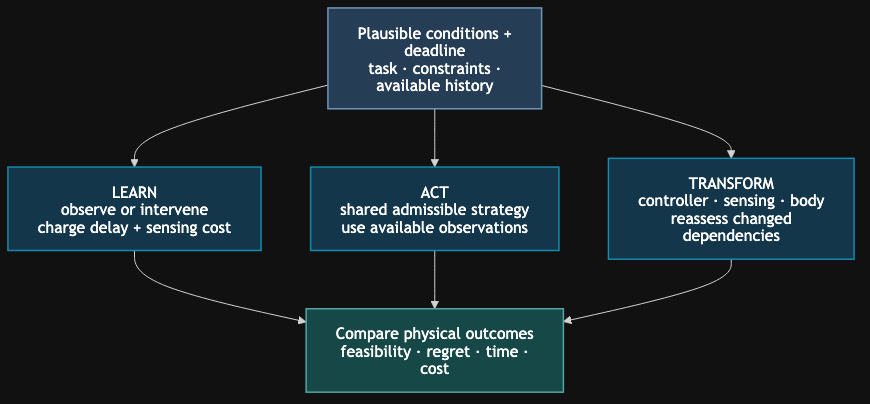 Plausible conditions +
deadline
task · constraints ·
available history
LEARN
observe or intervene
charge delay + sensing cost
ACT
shared admissible strategy
use available observations
TRANSFORM
controller · sensing · body
reassess changed
dependencies
Compare physical outcomes
feasibility · regret · time ·
cost